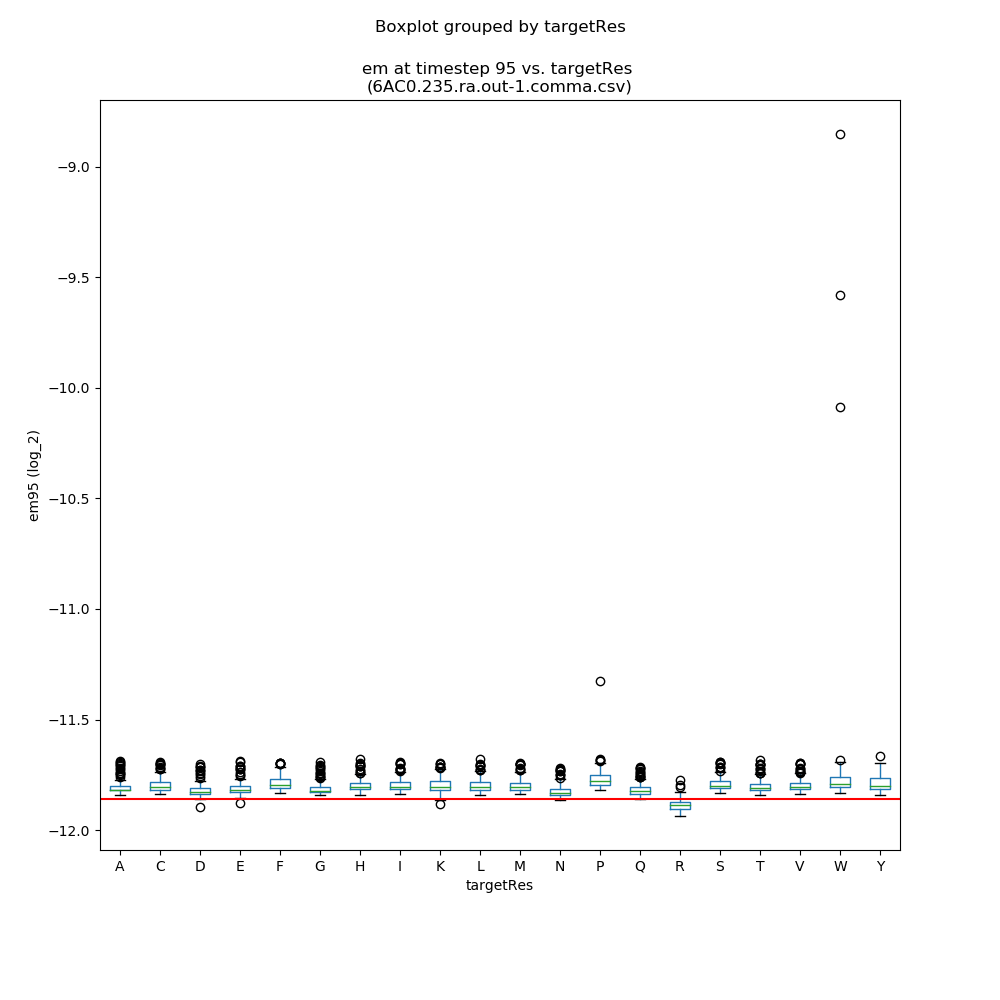 Boxplot grouped by targetRes
em at timestep 95 vs. targetRes
(6AC0.235.ra.out-1.comma.csv)
−9.0
−9.5
−10.0
−10.5
−11.0
−11.5
−12.0
em95 (log_2)
A C D E F G H I K L M N P Q R S T V W Y
targetRes